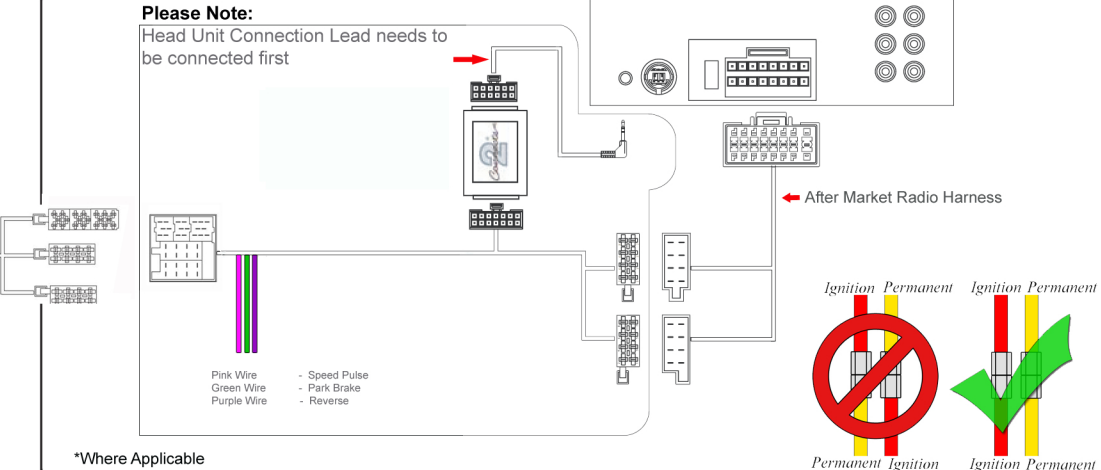 Please Note:
Head Unit Connection Lead needs to
be connected first
2
After Market Radio Harness
Ignition Permanent Ignition Permanent
Pink Wire - Speed Pulse
Green Wire - Park Brake
Purple Wire - Reverse
*Where Applicable
Permanent Ignition Ignition Permanent